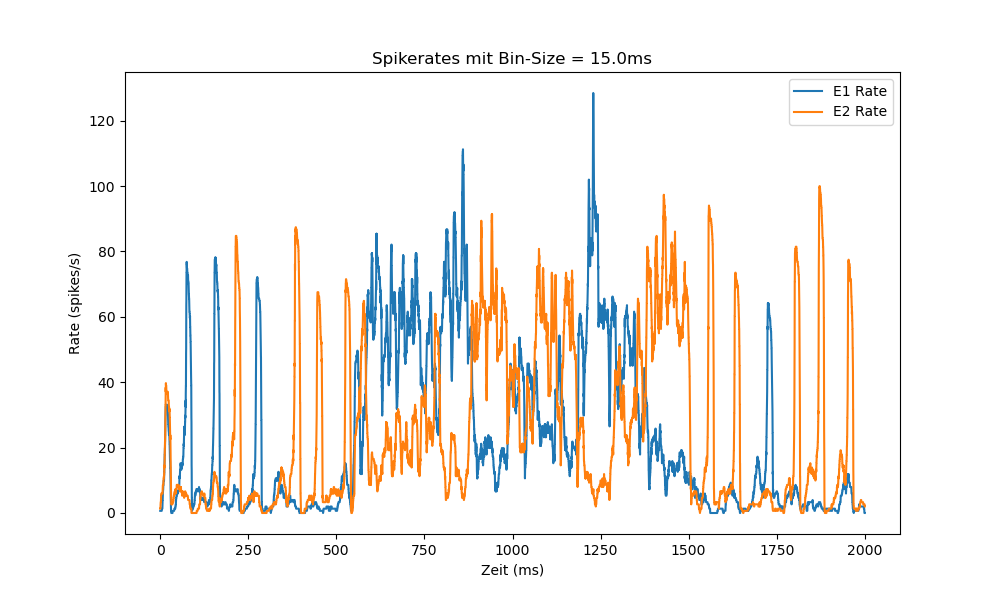 Spikerates mit Bin-Size = 15.0ms
E1 Rate
E2 Rate
120
100
80
60
40
20
0
Rate (spikes/s)
0 250 500 750 1000 1250 1500 1750 2000
Zeit (ms)